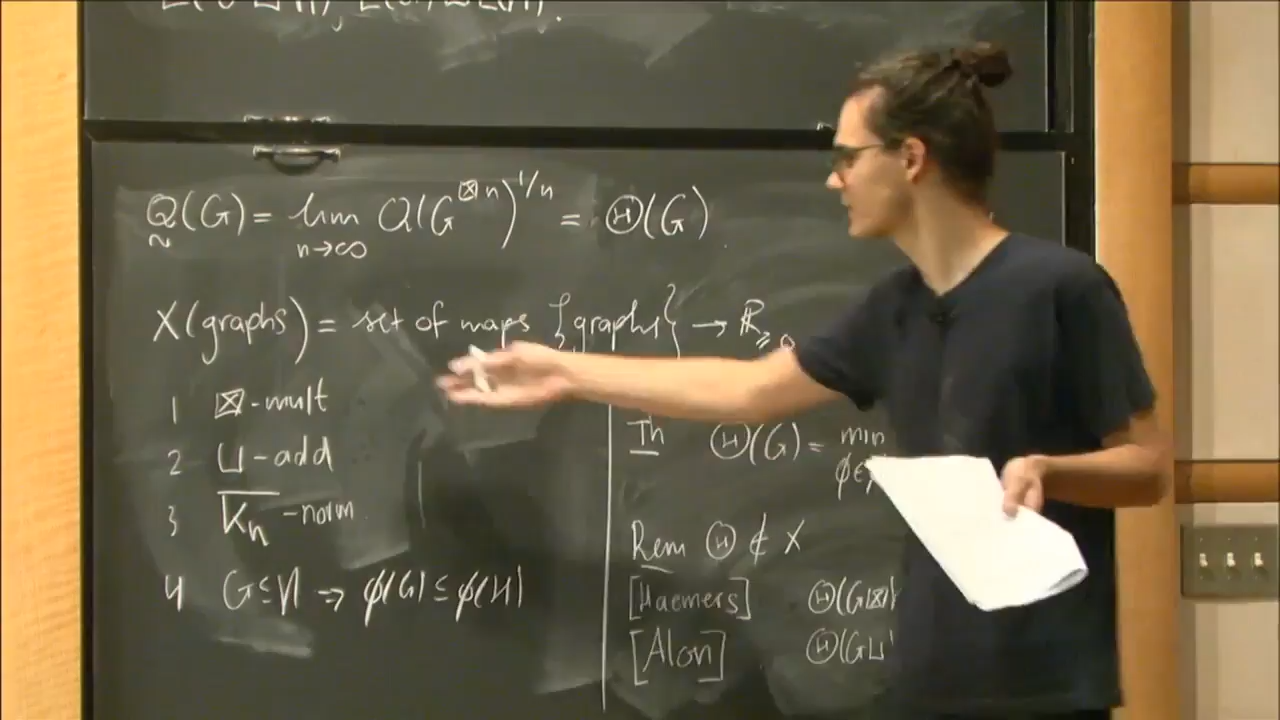 Q(G) = lim n→∞ Q(G^⊠n)^1/n = Θ(G)
X(graphs) = set of maps {graphs} → R≥0
1 ⊠-mult
2 ⊔-add
3 K̅n-norm
4 G ≤ H ⇒ ϕ(G) ≤ ϕ(H)
Th Θ(G) = min ϕ∈
Rem Θ ∉ X
[Haemers] Θ(G⊠
[Alon] Θ(G⊔